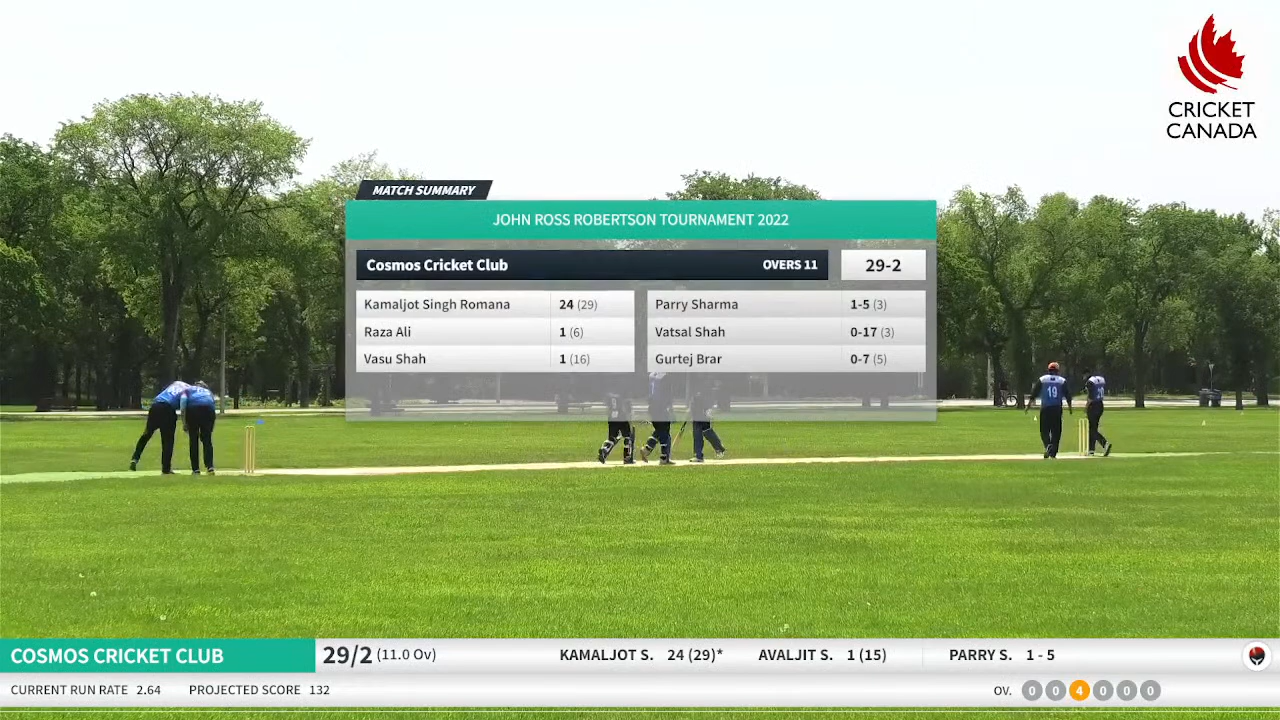 CRICKET
CANADA
MATCH SUMMARY
JOHN ROSS ROBERTSON TOURNAMENT 2022
Cosmos Cricket Club OVERS 11 29-2
Kamaljot Singh Romana 24 (29) Parry Sharma 1-5 (3)
Raza Ali 1 (6) Vatsal Shah 0-17 (3)
Vasu Shah 1 (16) Gurtej Brar 0-7 (5)
19
COSMOS CRICKET CLUB 29/2 (11.0 Ov) KAMALJOT S. 24 (29)* AVALJIT S. 1 (15) PARRY S. 1 - 5
CURRENT RUN RATE 2.64 PROJECTED SCORE 132 OV. 0 0 4 0 0 0